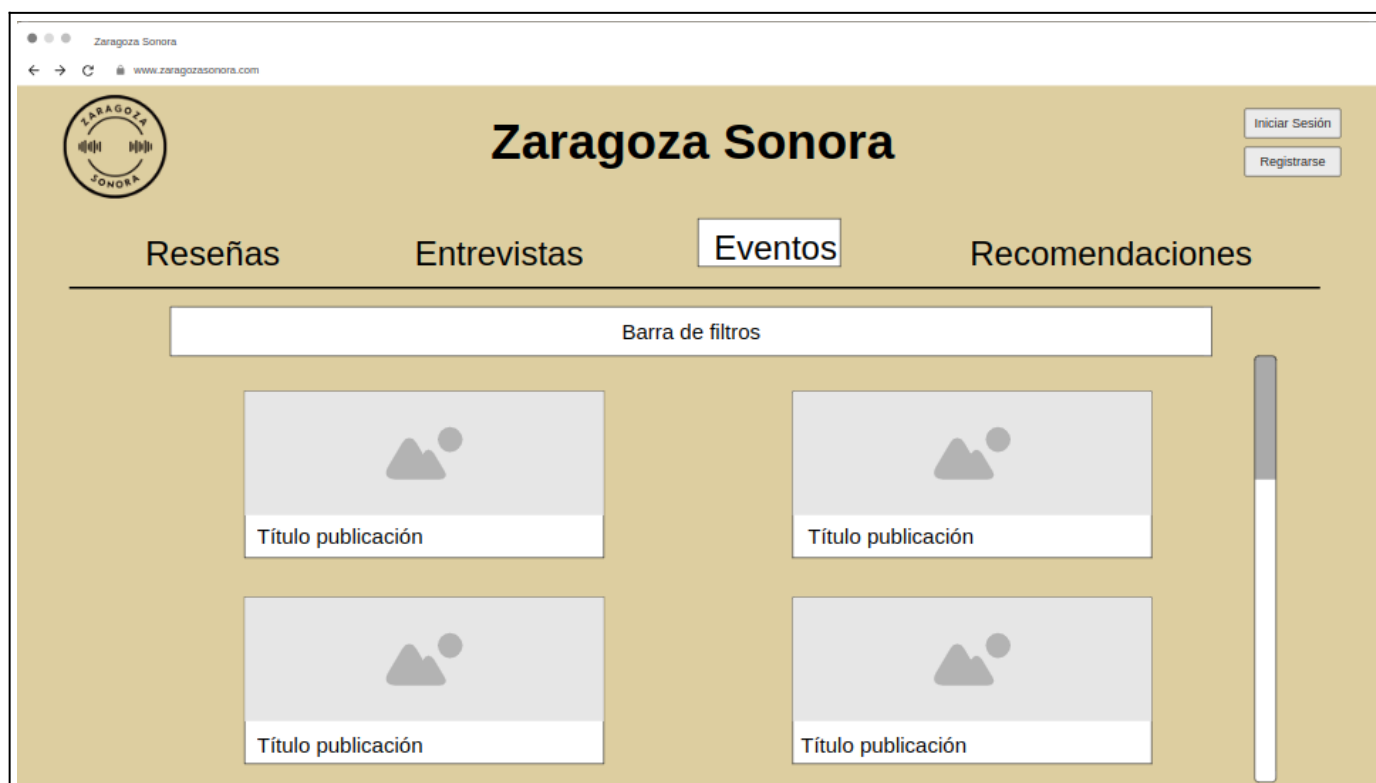 Zaragoza Sonora
www.zaragozasonora.com
ZARAGOZA
SONORA
Zaragoza Sonora
Iniciar Sesión
Registrarse
Reseñas
Entrevistas
Eventos
Recomendaciones
Barra de filtros
Título publicación
Título publicación
Título publicación
Título publicación